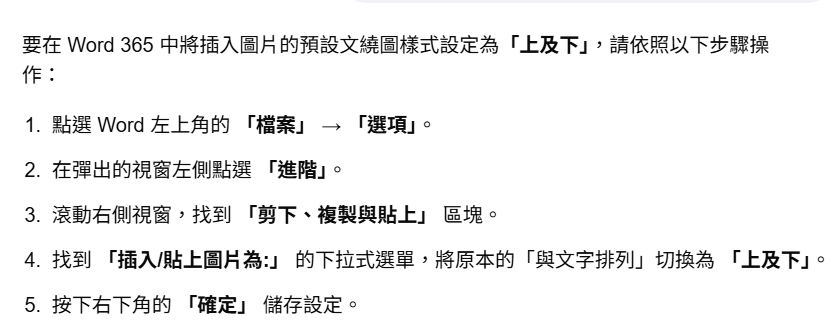 要在 Word 365 中將插入圖片的預設文繞圖樣式設定為「上及下」，請依照以下步驟操
作：
1. 點選 Word 左上角的 「檔案」 → 「選項」。
2. 在彈出的視窗左側點選 「進階」。
3. 滾動右側視窗，找到 「剪下、複製與貼上」 區塊。
4. 找到 「插入/貼上圖片為:」 的下拉式選單，將原本的「與文字排列」切換為 「上及下」。
5. 按下右下角的 「確定」 儲存設定。